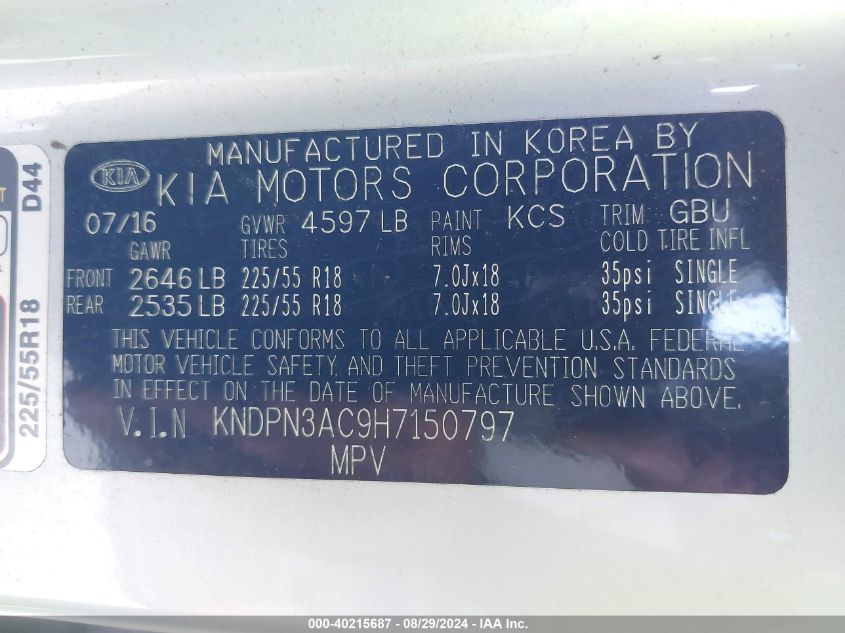 MANUFACTURED IN KOREA BY
KIA KIA MOTORS CORPORATION
07/16 GVWR 4597 LB PAINT KCS TRIM GBU
GAWR TIRES RIMS COLD TIRE INFL
FRONT 2646 LB 225/55 R18 7.0Jx18 35psi SINGLE
REAR 2535 LB 225/55 R18 7.0Jx18 35psi SINGLE
THIS VEHICLE CONFORMS TO ALL APPLICABLE U.S.A. FEDERAL
MOTOR VEHICLE SAFETY, AND THEFT PREVENTION STANDARDS
IN EFFECT ON THE DATE OF MANUFACTURE SHOWN ABOVE.
V.I.N KNDPN3AC9H7150797
MPV
225/55R18 D44
000-40215687 - 08/29/2024 - IAA Inc.